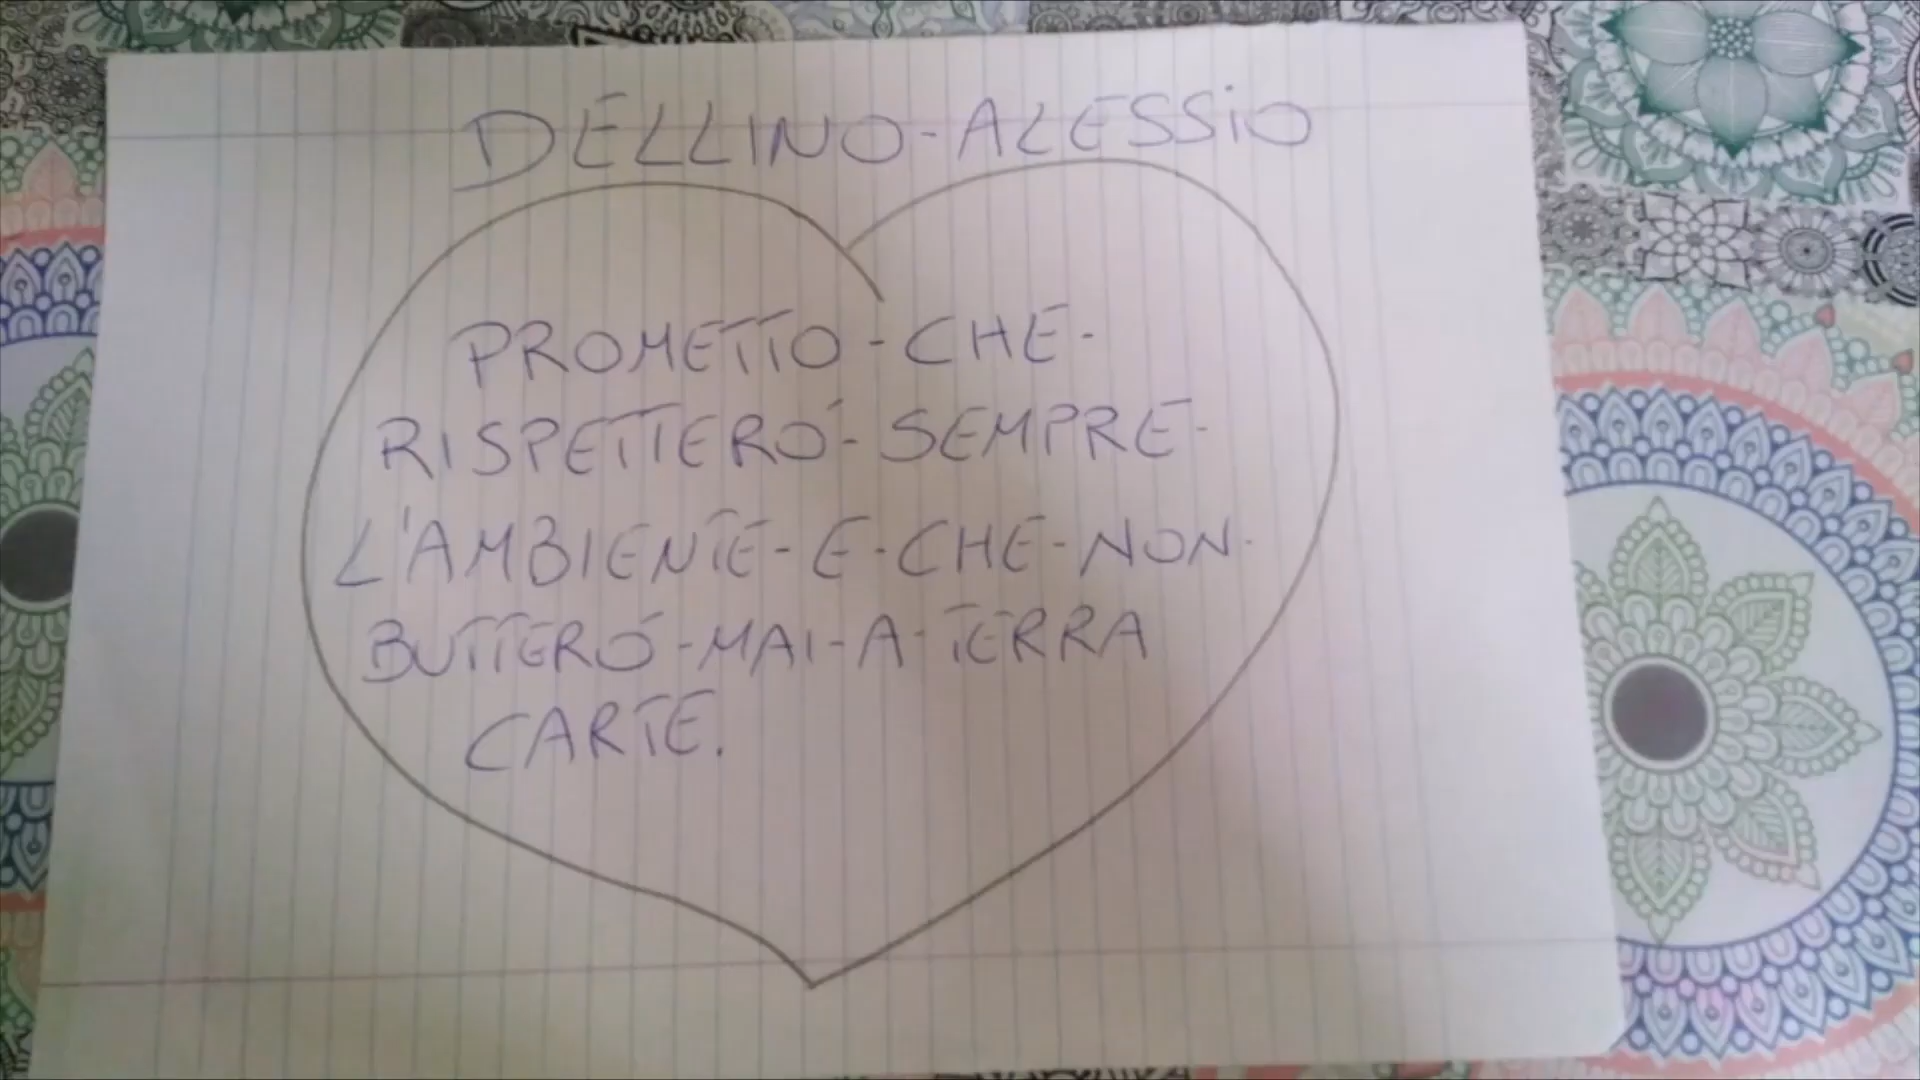 DELLINO-ALESSIO
PROMETTO-CHE-
RISPETTERÓ-SEMPRE-
L'AMBIENTE-E-CHE-NON-
BUTTERÓ-MAI-A-TERRA
CARTE.